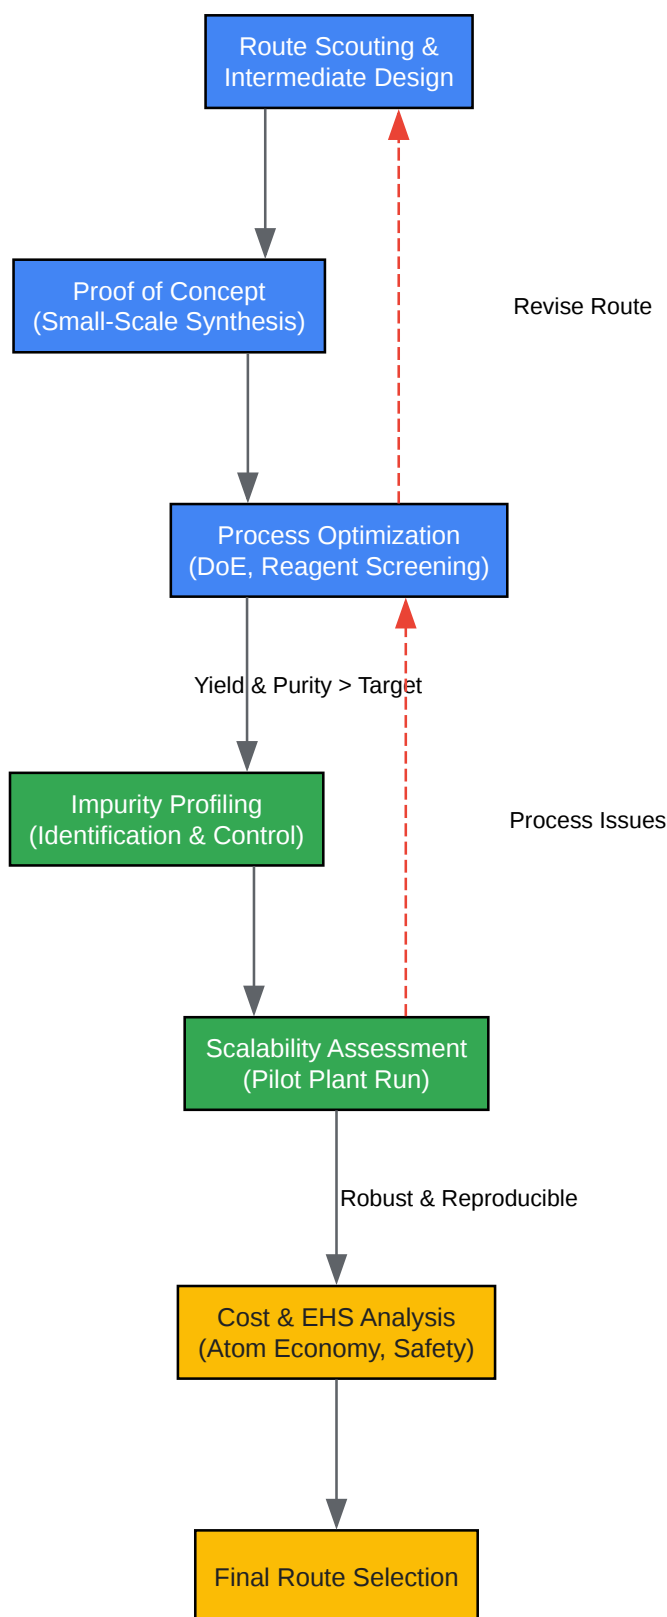 Route Scouting &
Intermediate Design
Proof of Concept
(Small-Scale Synthesis)
Revise Route
Process Optimization
(DoE, Reagent Screening)
Yield & Purity > Target
Impurity Profiling
(Identification & Control)
Process Issues
Scalability Assessment
(Pilot Plant Run)
Robust & Reproducible
Cost & EHS Analysis
(Atom Economy, Safety)
Final Route Selection